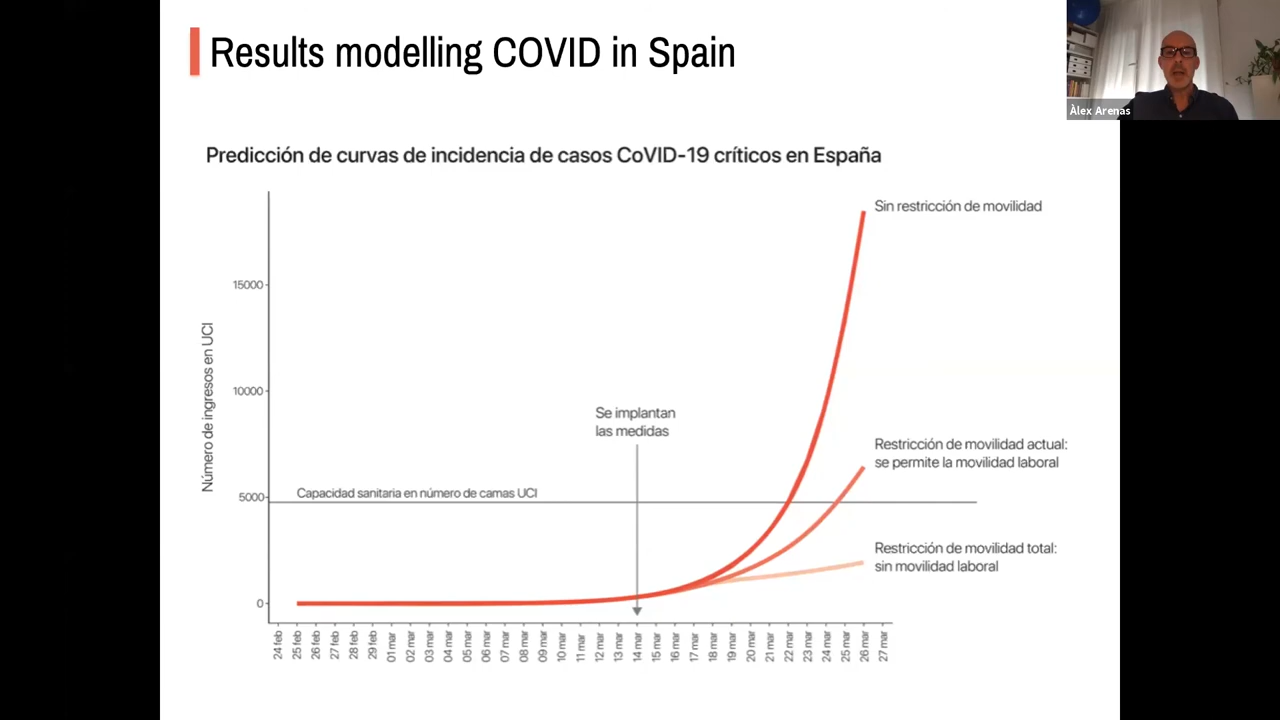 Results modelling COVID in Spain
Àlex Arenas
Predicción de curvas de incidencia de casos CoVID-19 críticos en España
Sin restricción de movilidad
15000
Número de ingresos en UCI
10000
Se implantan
las medidas
Restricción de movilidad actual:
se permite la movilidad laboral
5000
Capacidad sanitaria en número de camas UCI
Restricción de movilidad total:
sin movilidad laboral
0
24 feb
25 feb
26 feb
27 feb
28 feb
29 feb
01 mar
02 mar
03 mar
04 mar
05 mar
06 mar
07 mar
08 mar
09 mar
10 mar
11 mar
12 mar
13 mar
14 mar
15 mar
16 mar
17 mar
18 mar
19 mar
20 mar
21 mar
22 mar
23 mar
24 mar
25 mar
26 mar
27 mar